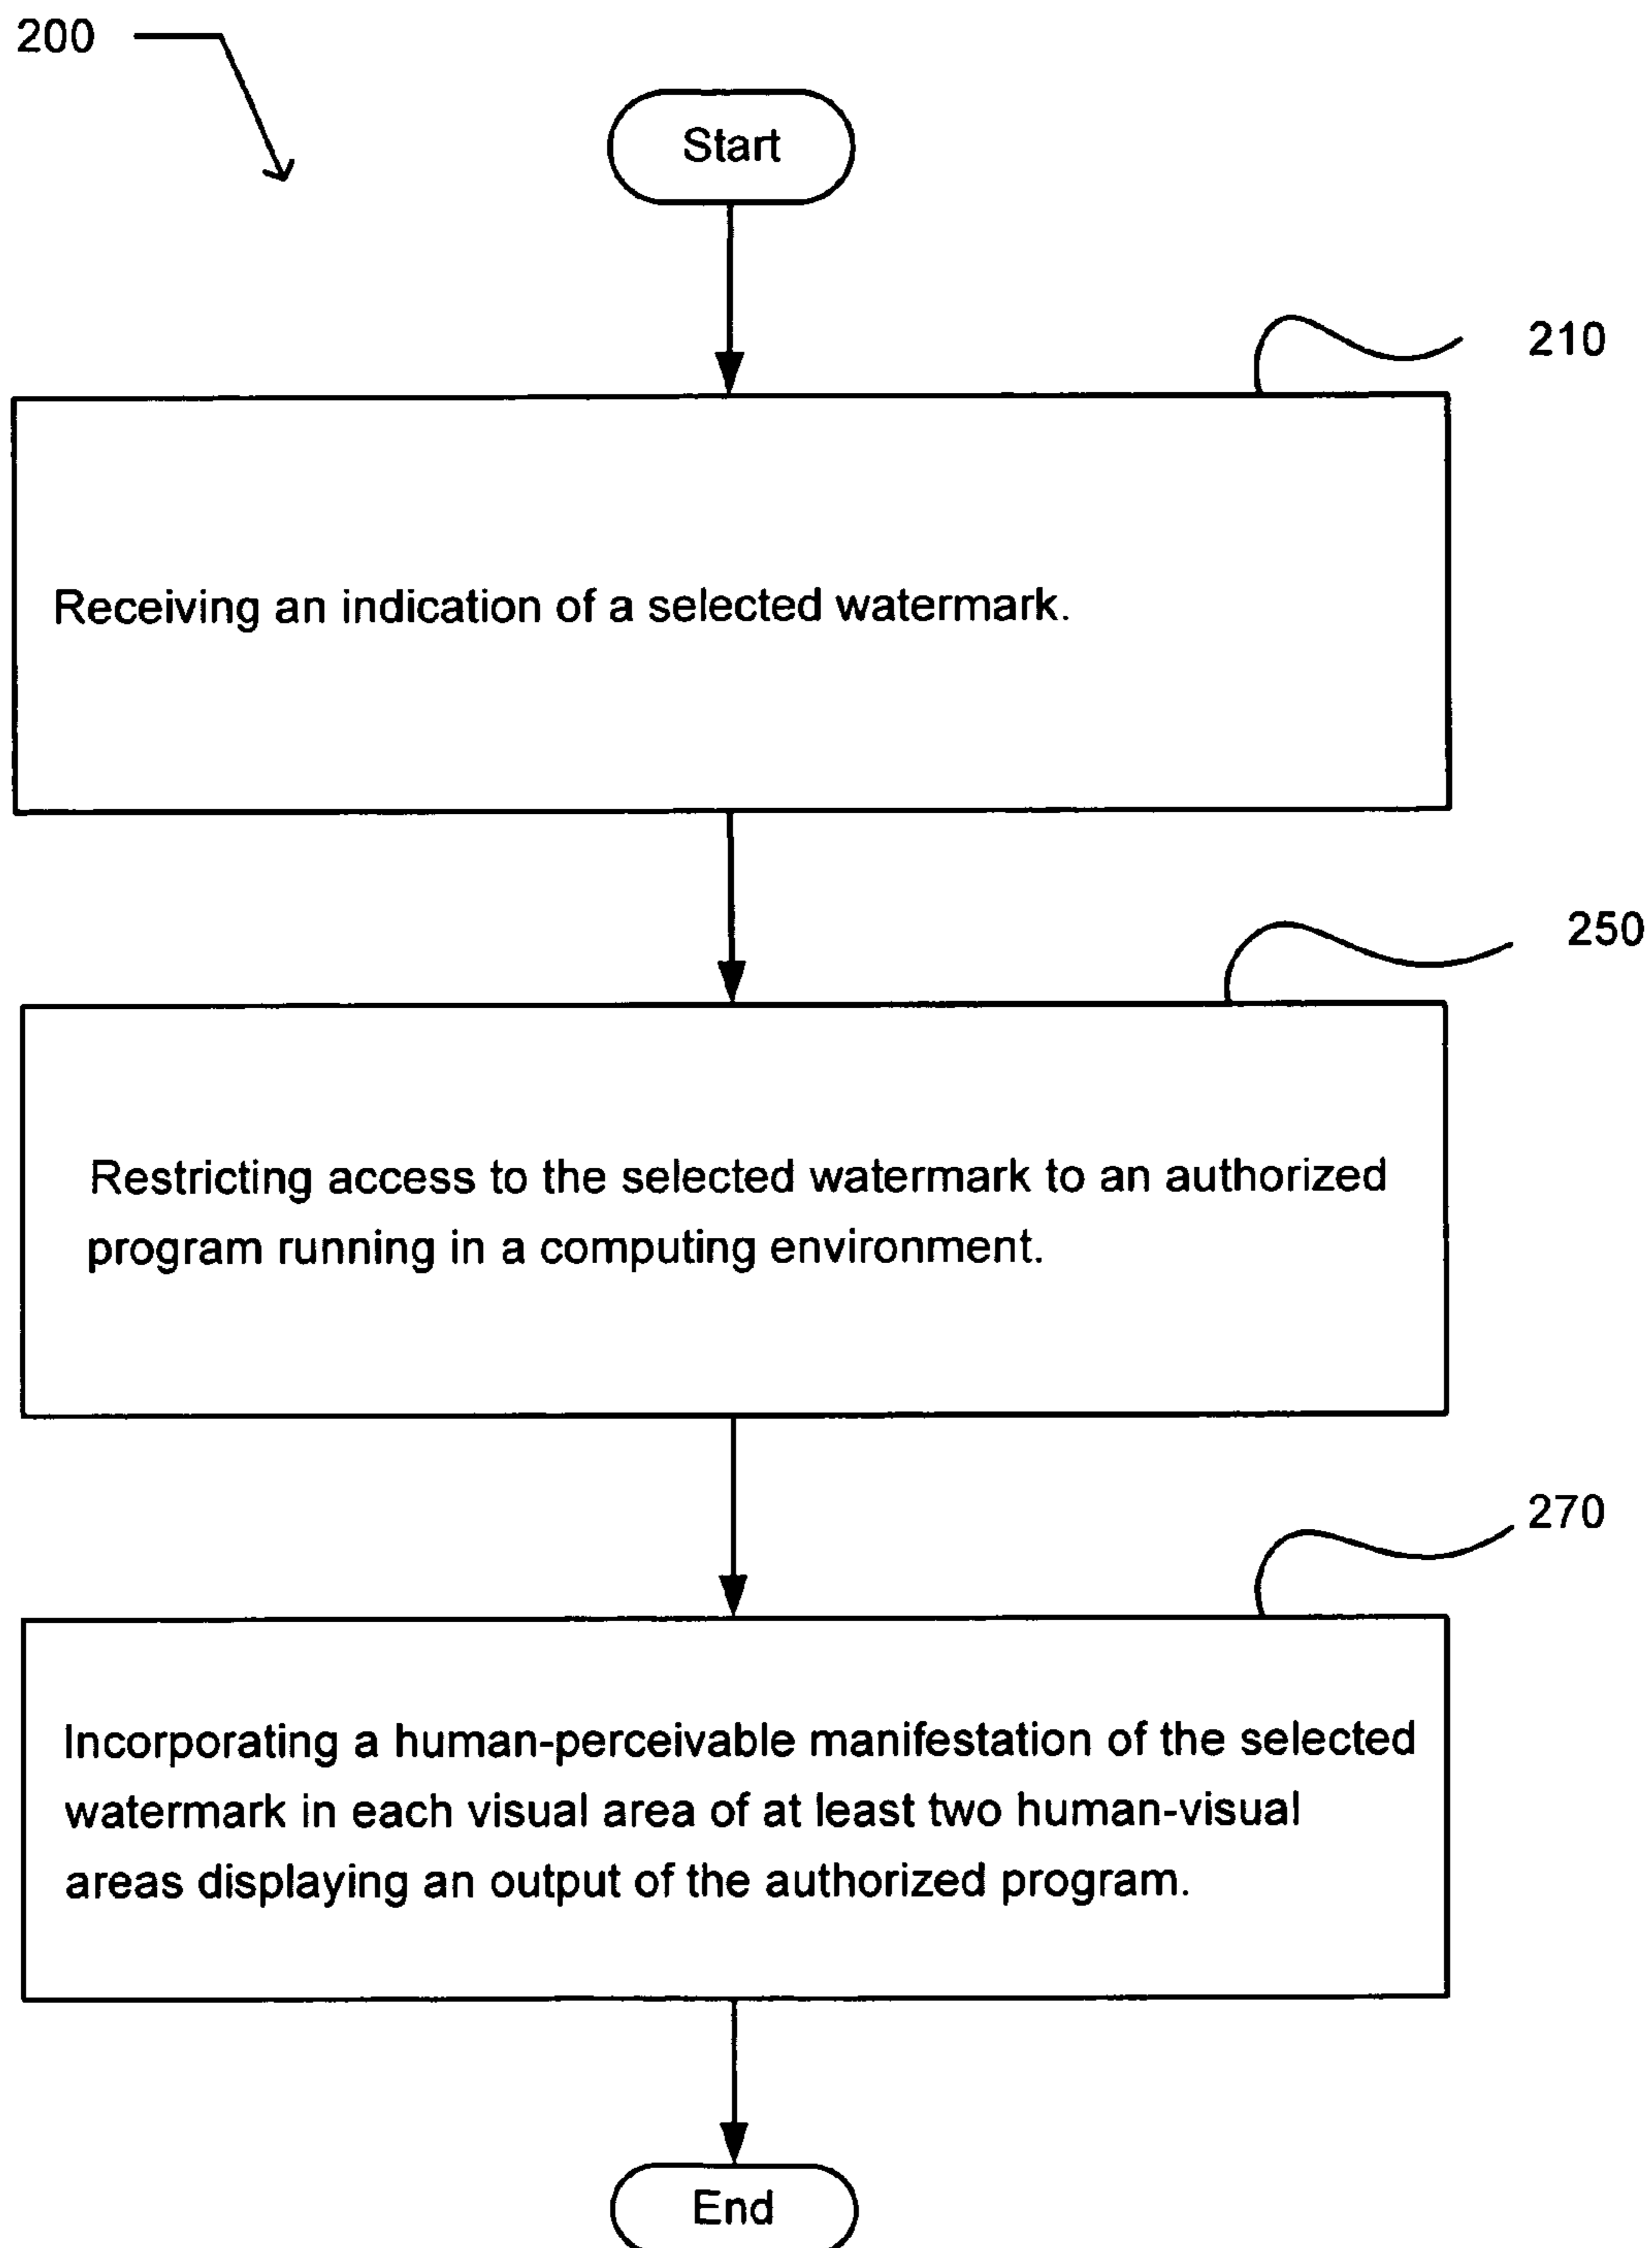 200
Start
210
Receiving an indication of a selected watermark.
250
Restricting access to the selected watermark to an authorized
program running in a computing environment.
270
Incorporating a human-perceivable manifestation of the selected
watermark in each visual area of at least two human-visual
areas displaying an output of the authorized program.
End